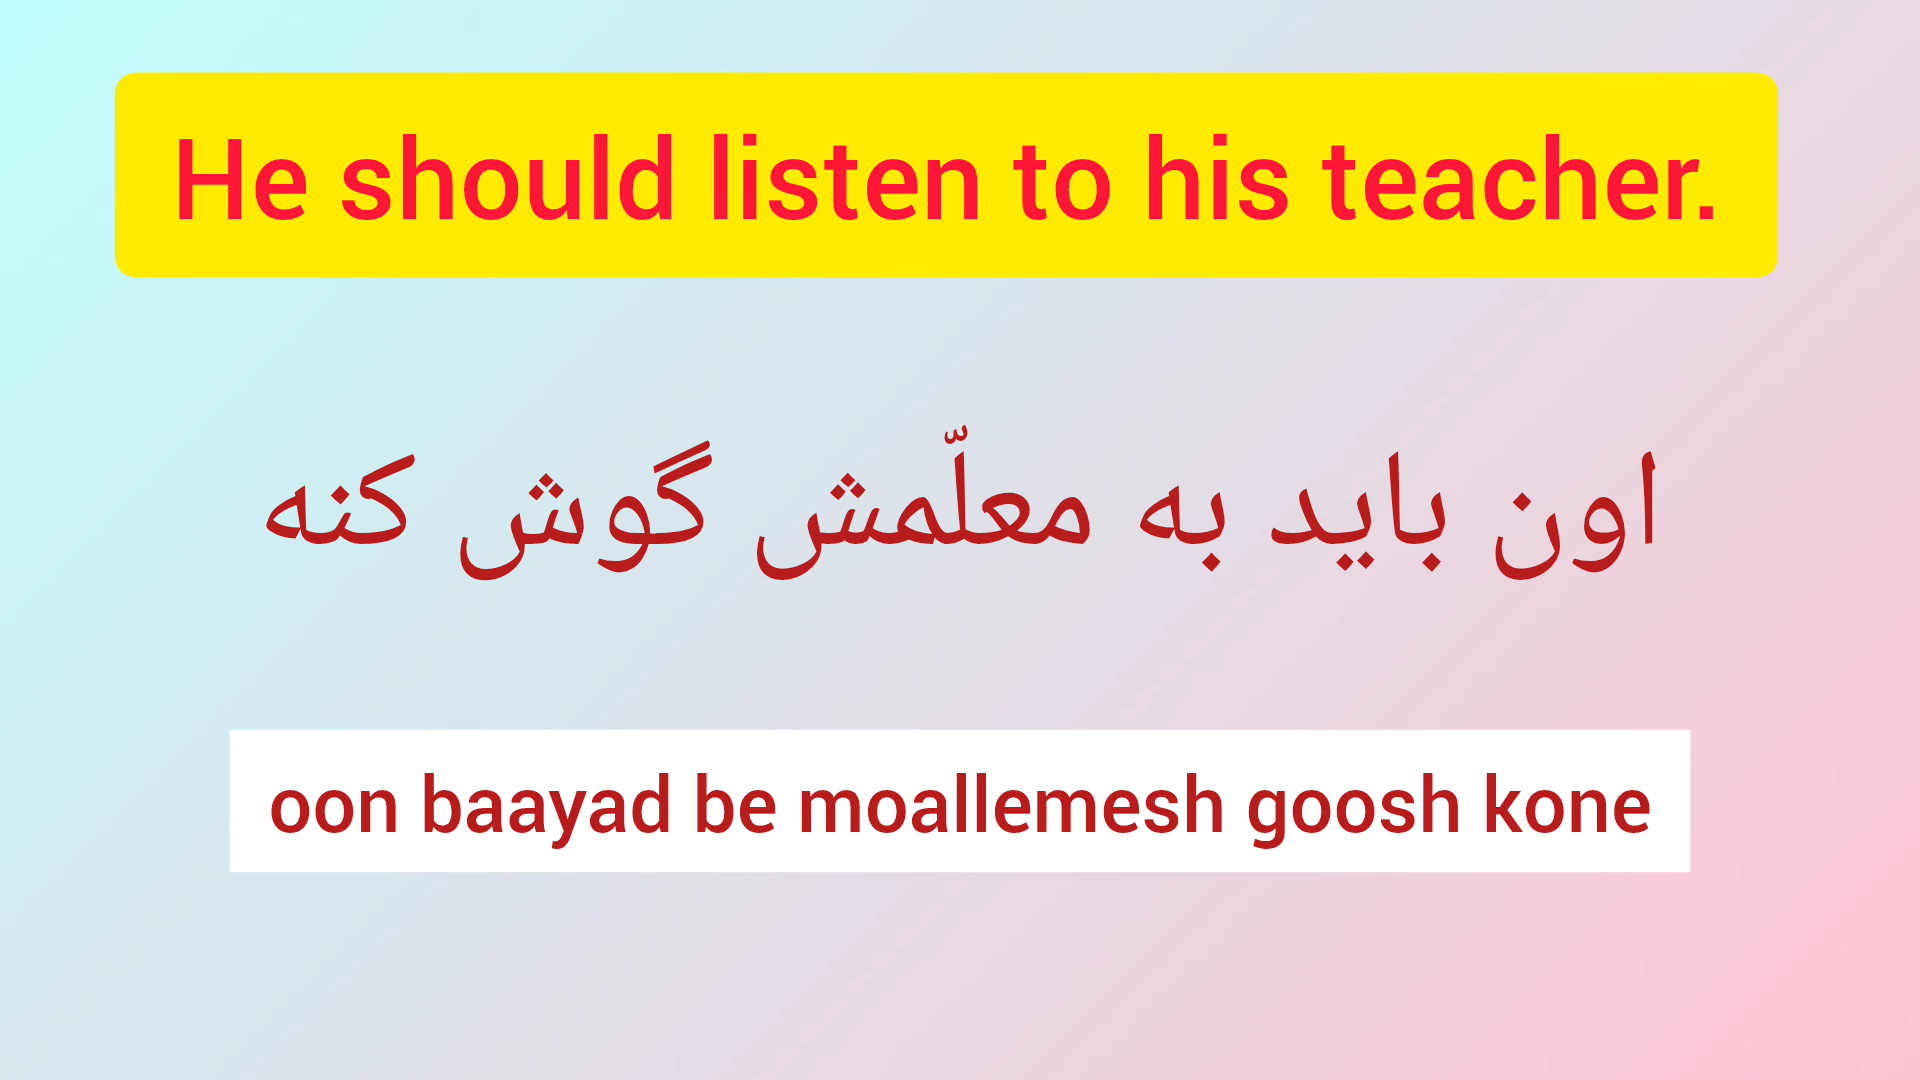 He should listen to his teacher.
اون باید به معلّمش گوش کنه
oon baayad be moallemesh goosh kone